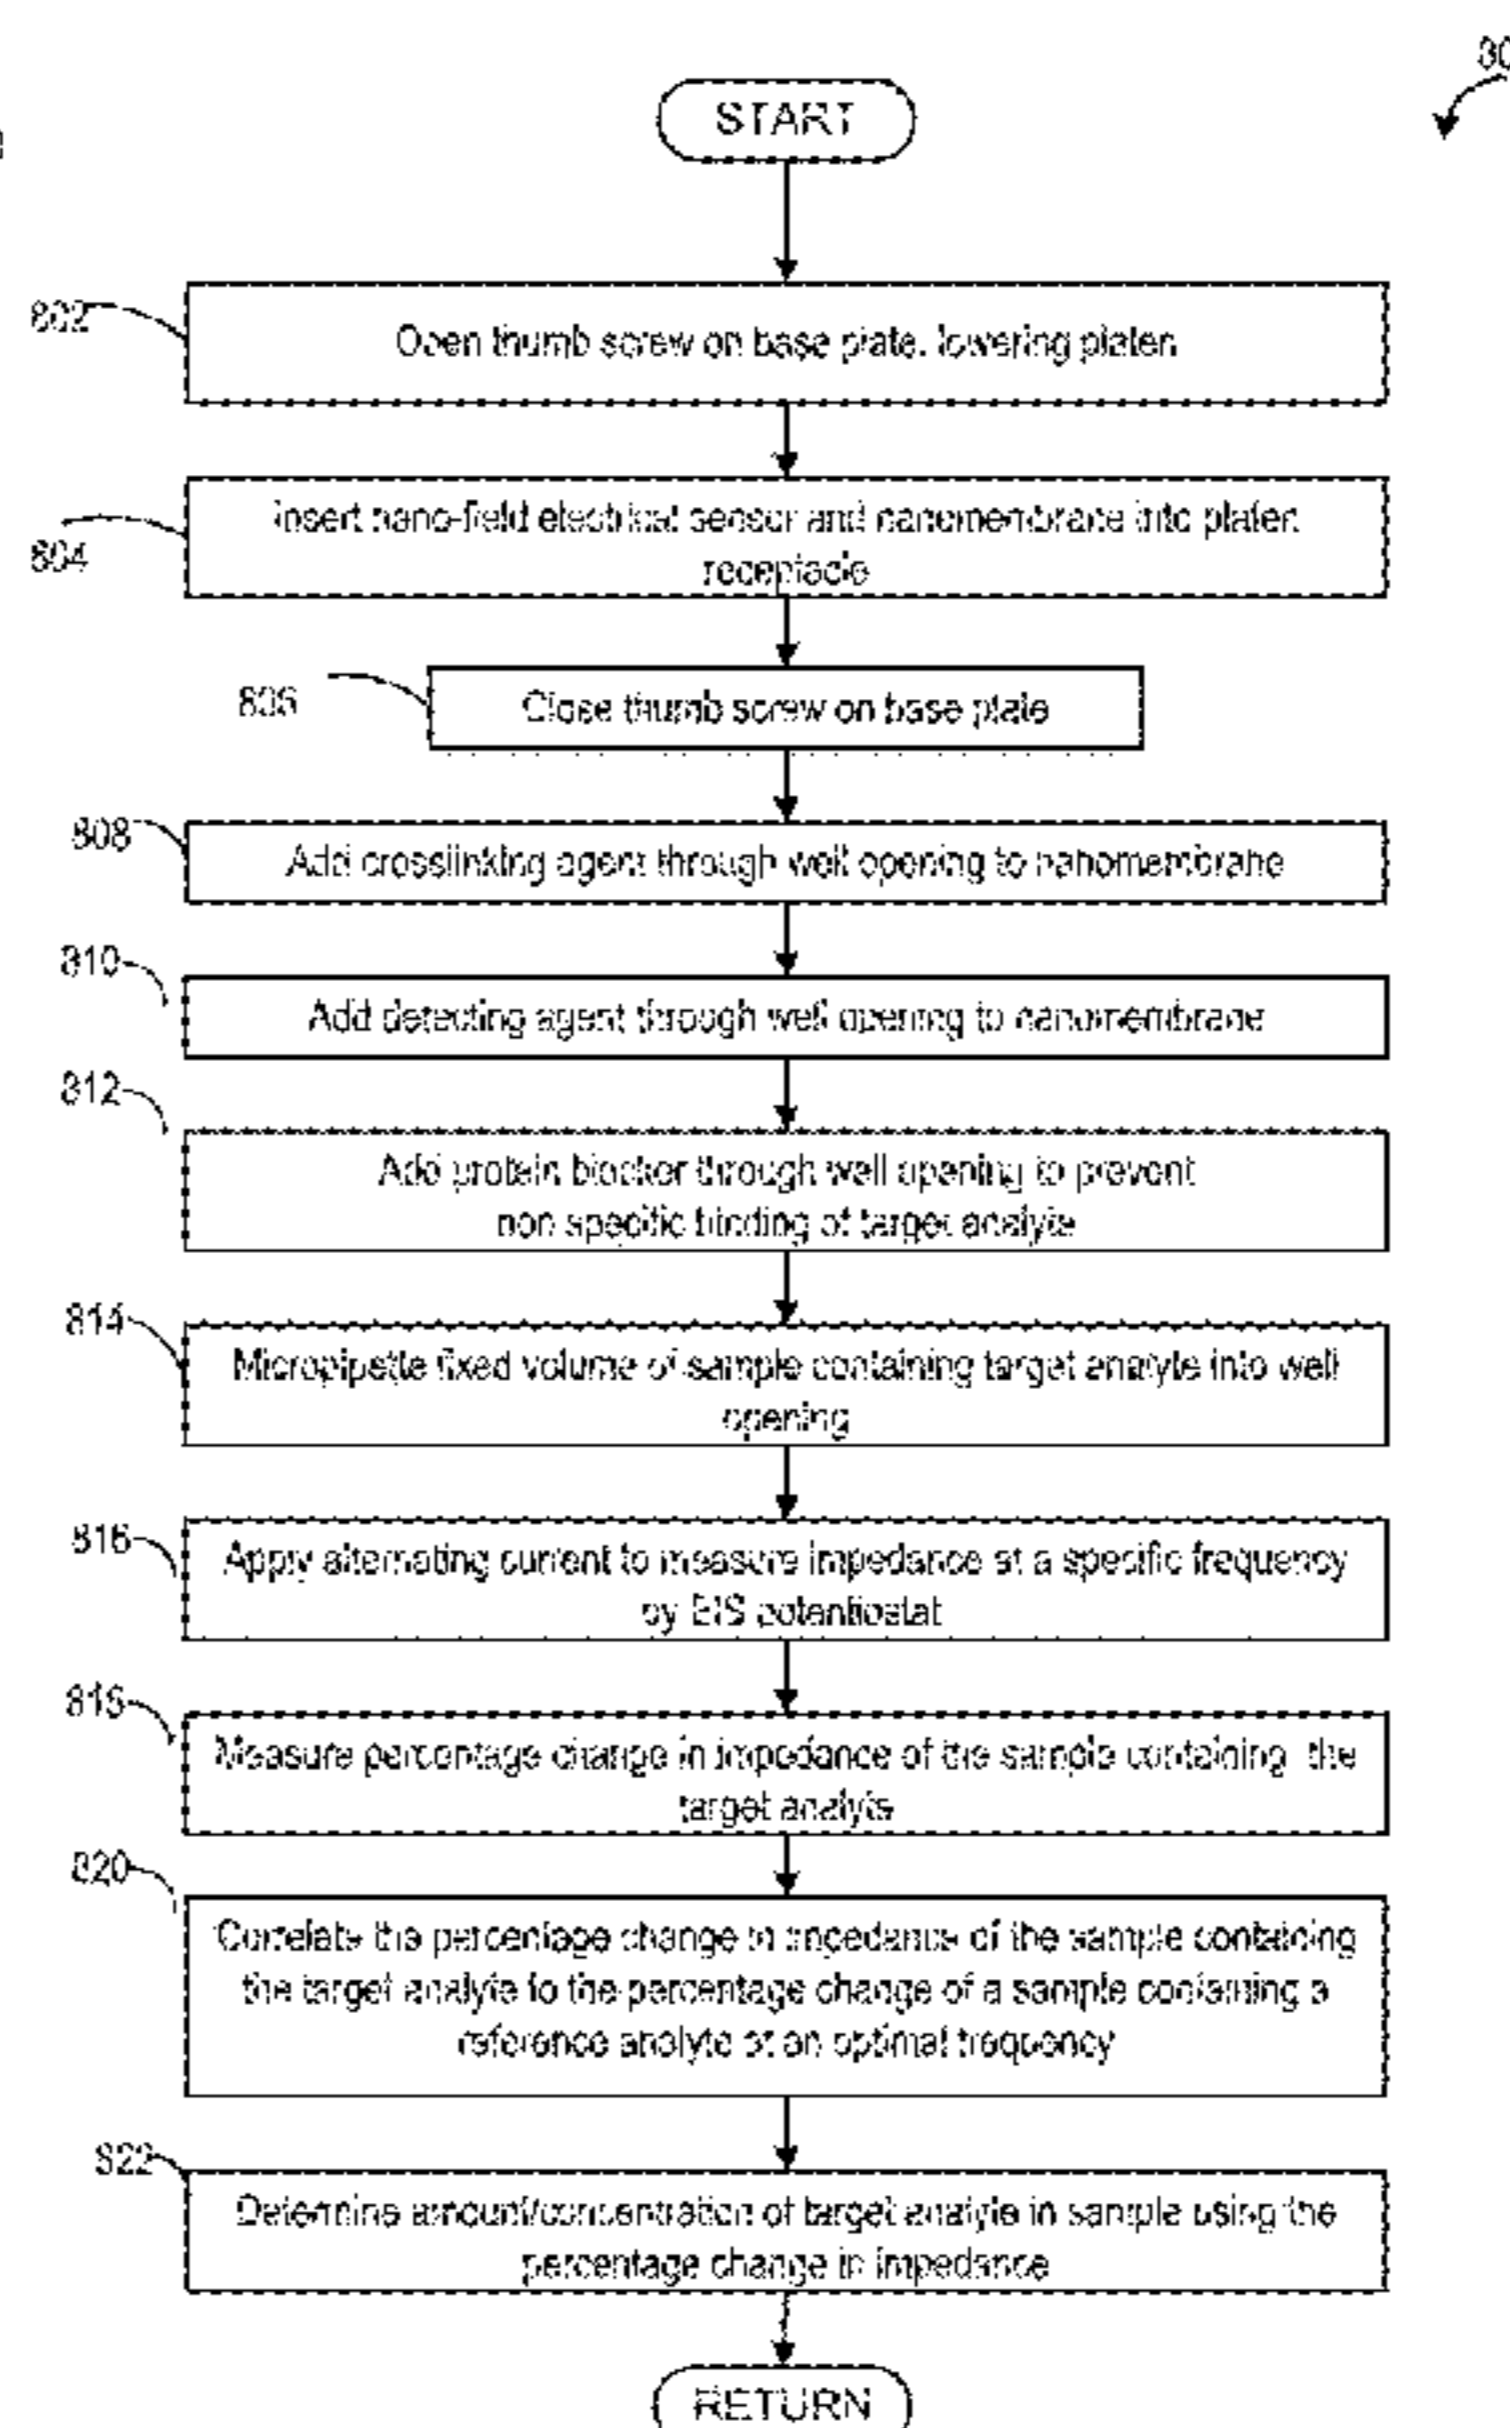 80
START
802
Open thumb screw on base plate, lowering platen
804
Insert nano-field electrical sensor and nanomembrane into platen
receptacle
806
Close thumb screw on base plate
808
Add crosslinking agent through well opening to nanomembrane
810
Add detecting agent through well opening to nanomembrane
812
Add protein blocker through well opening to prevent
non specific binding of target analyte
814
Micropipette fixed volume of sample containing target analyte into well
opening
816
Apply alternating current to measure impedance at a specific frequency
by EIS potentiostat
818
Measure percentage change in impedance of the sample containing the
target analyte
820
Correlate the percentage change in impedance of the sample containing
the target analyte to the percentage change of a sample containing a
reference analyte at an optimal frequency
822
Determine amount/concentration of target analyte in sample using the
percentage change in impedance
RETURN